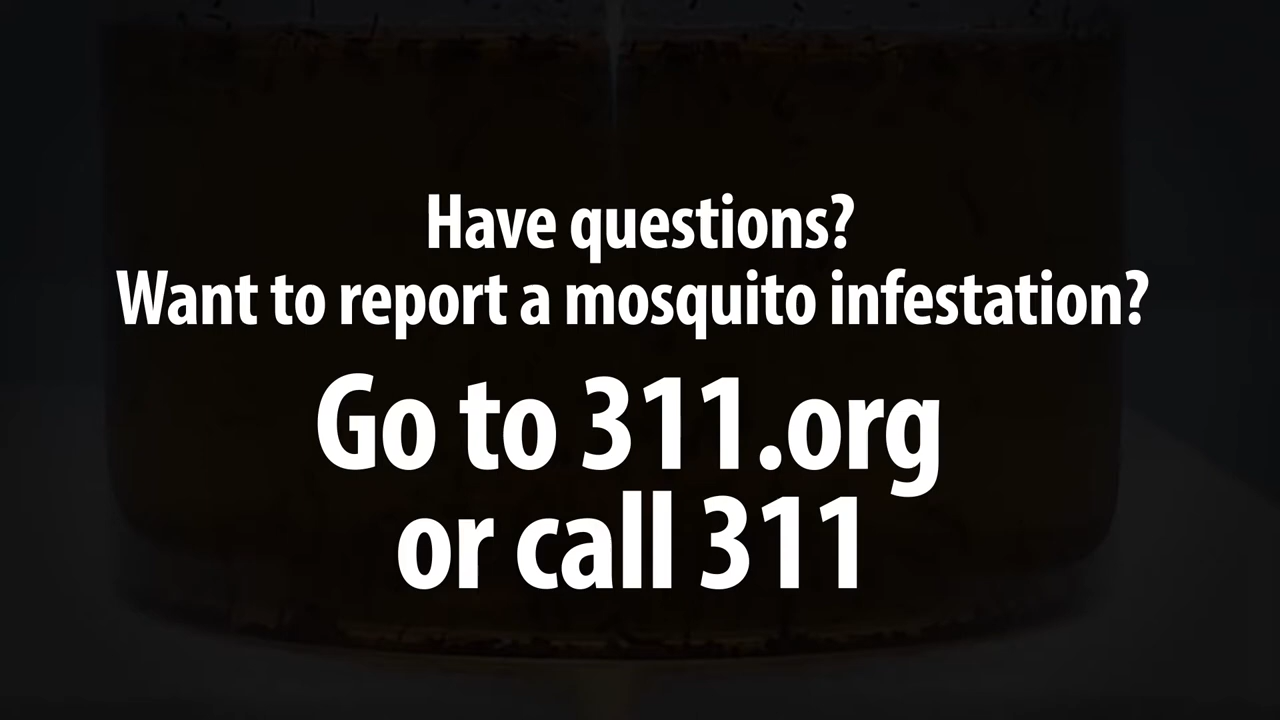 Have questions?
Want to report a mosquito infestation?
Go to 311.org
or call 311